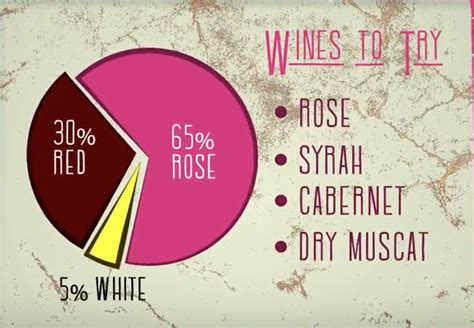 WINES TO TRY
30%
RED
65%
ROSE
5% WHITE
• ROSE
• SYRAH
• CABERNET
• DRY MUSCAT